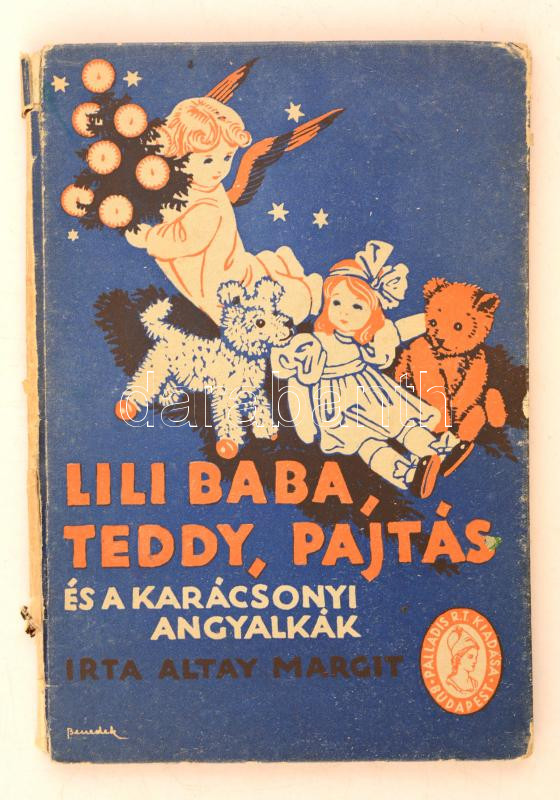 darabanth
LILI BABA,
TEDDY, PAJTÁS
ÉS A KARÁCSONYI
ANGYALKÁK
IRTA ALTAY MARGIT
PALLADIS R.T. KIADÁSA
BUDAPEST
Benedek